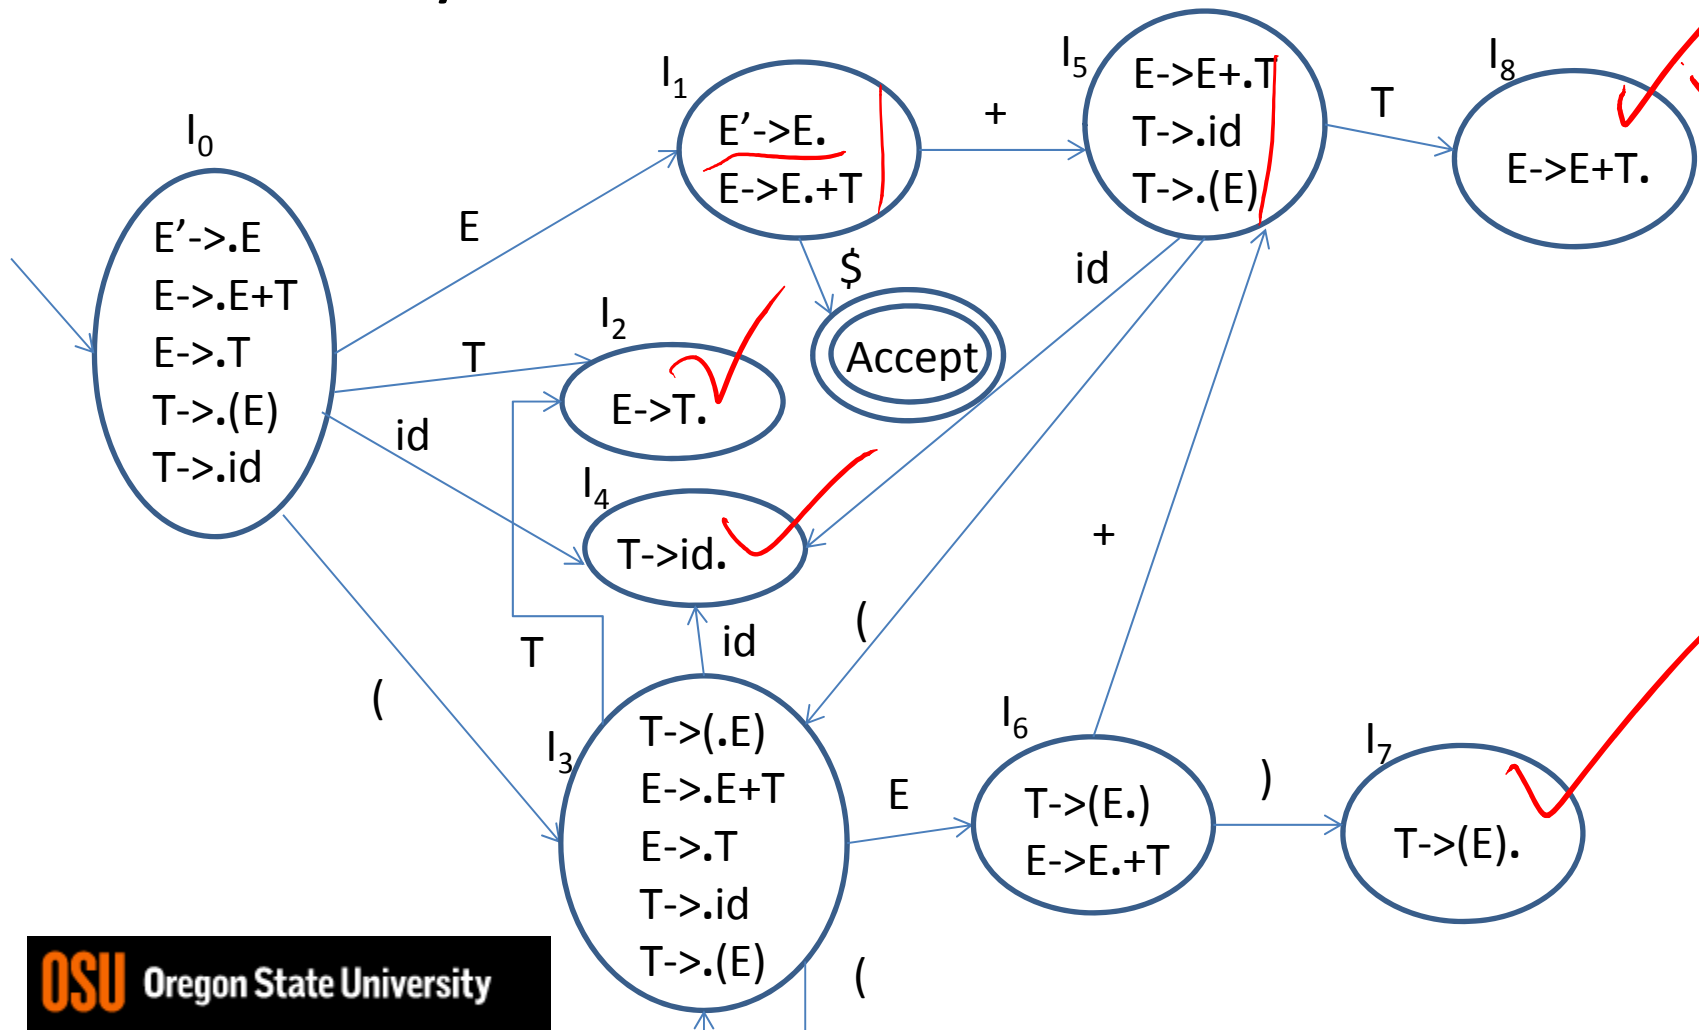 I0
E'->.E
E->.E+T
E->.T
T->.(E)
T->.id
E
T
id
(
I1
E'->E.
E->E.+T
+
$
Accept
I2
E->T.
I4
T->id.
T
id
I5
E->E+.T
T->.id
T->.(E)
T
id
(
+
I8
E->E+T.
I3
T->(.E)
E->.E+T
E->.T
T->.id
T->.(E)
(
E
I6
T->(E.)
E->E.+T
)
I7
T->(E).
OSU Oregon State University